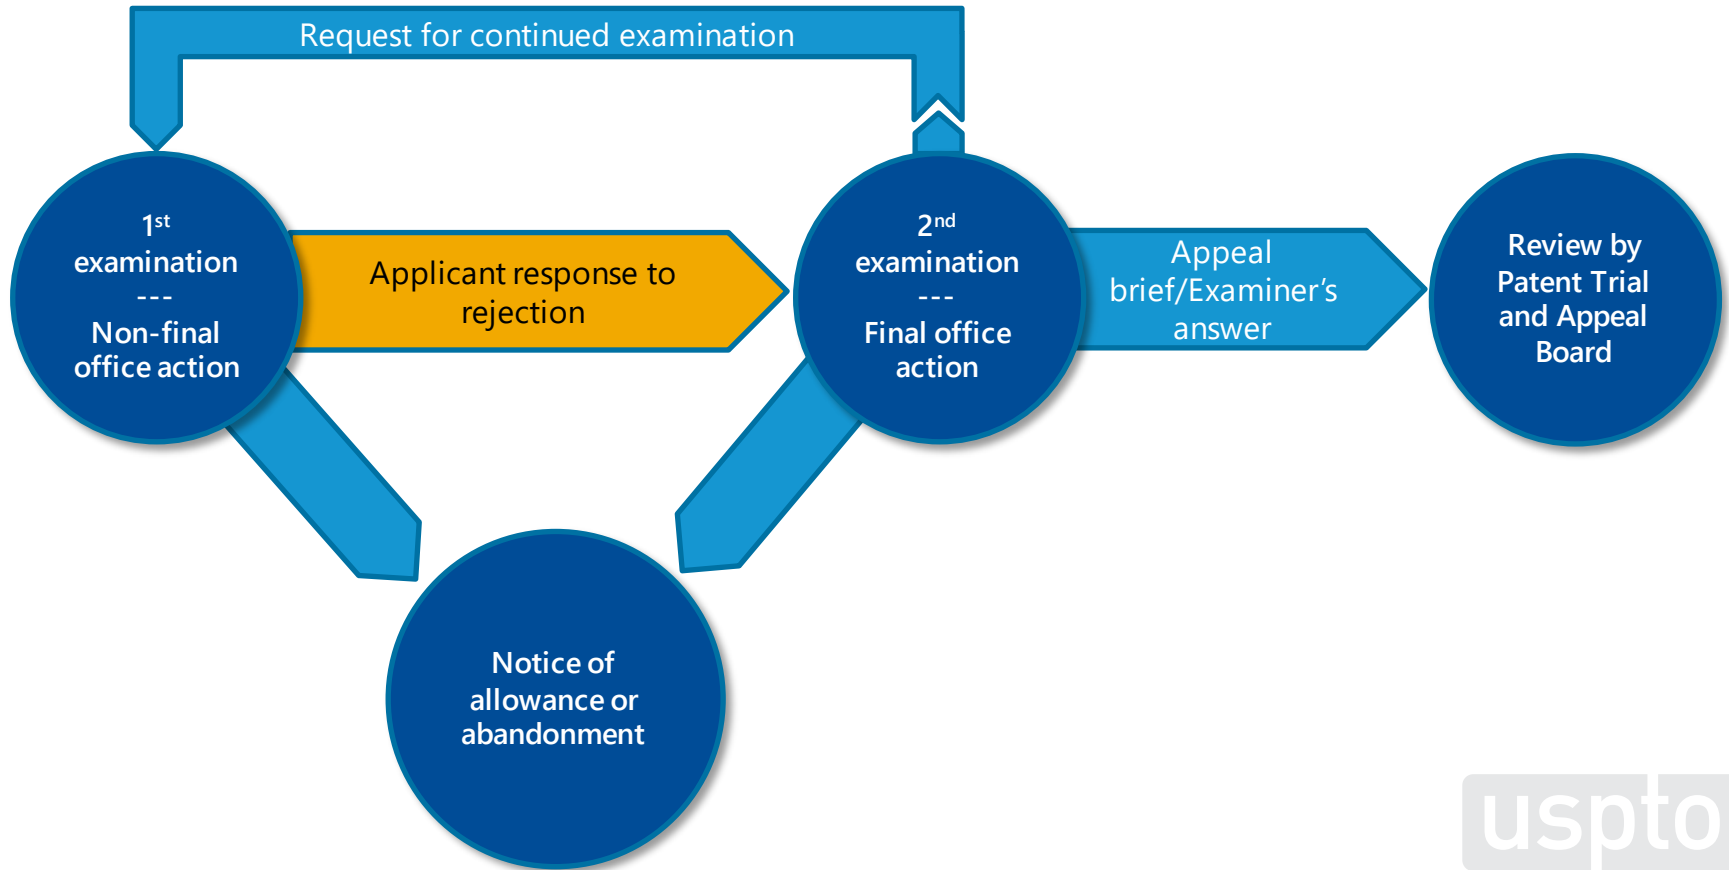 Request for continued examination
1st
examination
---
Non-final
office action
Applicant response to
rejection
2nd
examination
---
Final office
action
Appeal
brief/Examiner’s
answer
Review by
Patent Trial
and Appeal
Board
Notice of
allowance or
abandonment
uspto